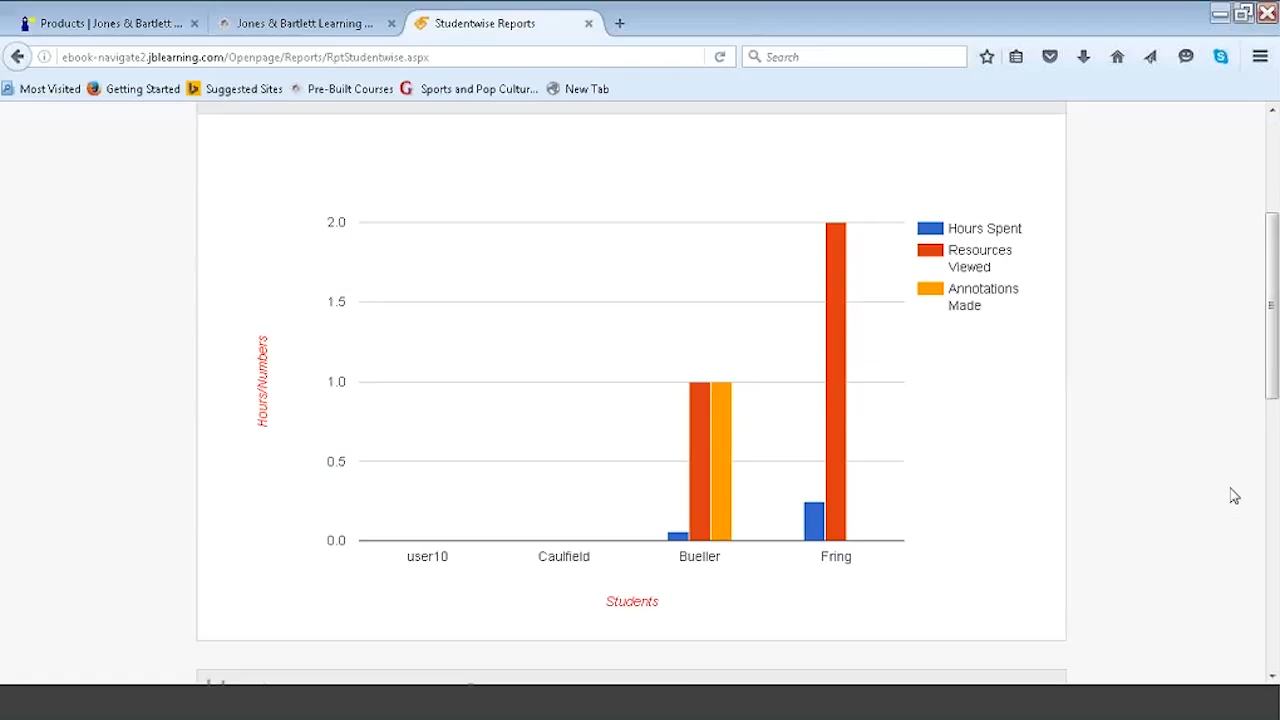 Products | Jones & Bartlett ...
Jones & Bartlett Learning ...
Studentwise Reports
ebook-navigate2.jblearning.com/Openpage/Reports/RptStudentwise.aspx
Search
Most Visited
Getting Started
Suggested Sites
Pre-Built Courses
Sports and Pop Cultur...
New Tab
2.0
1.5
1.0
0.5
0.0
Hours/Numbers
Hours Spent
Resources
Viewed
Annotations
Made
user10
Caulfield
Bueller
Fring
Students